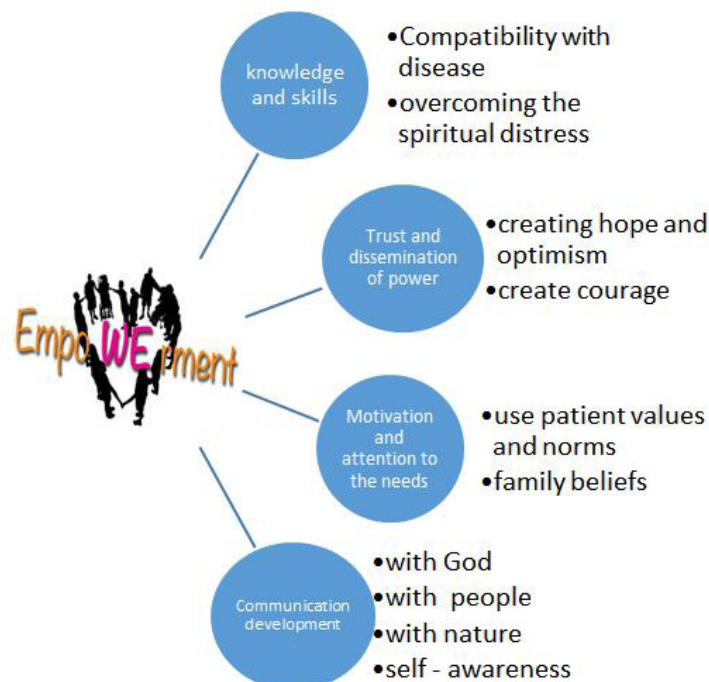 knowledge
and skills
•Compatibility with
disease
•overcoming the
spiritual distress
Trust and
dissemination
of power
•creating hope and
optimism
•create courage
EmpoWErment
Motivation
and
attention to
the needs
•use patient values
and norms
•family beliefs
Communication
development
•with God
•with people
•with nature
•self - awareness